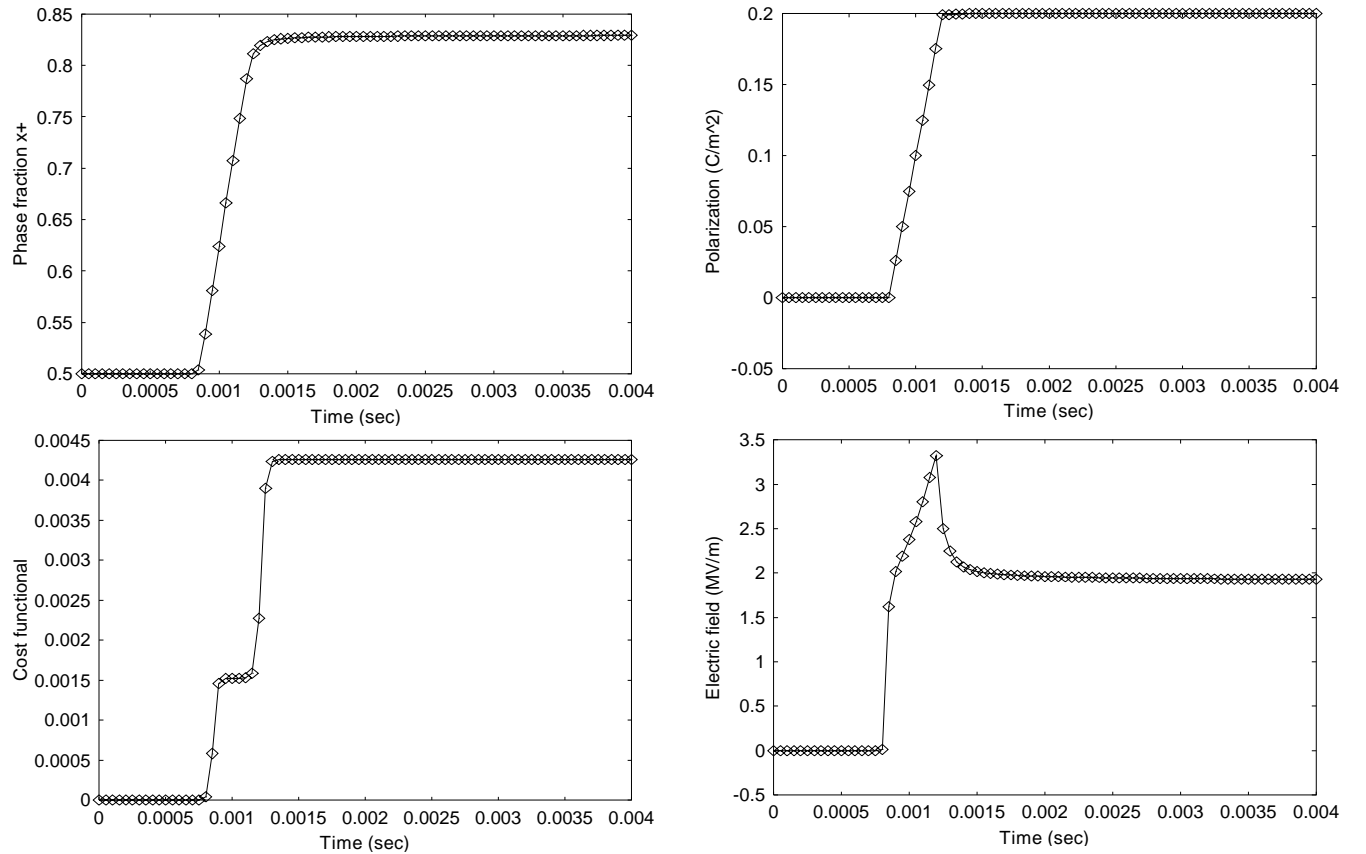 0.85
0.8
0.75
0.7
0.65
0.6
0.55
0.5
0 0.0005 0.001 0.0015 0.002 0.0025 0.003 0.0035 0.004
Phase fraction x+
Time (sec)
0.2
0.15
0.1
0.05
0
-0.05
0 0.0005 0.001 0.0015 0.002 0.0025 0.003 0.0035 0.004
Polarization (C/m^2)
Time (sec)
0.0045
0.004
0.0035
0.003
0.0025
0.002
0.0015
0.001
0.0005
0
0 0.0005 0.001 0.0015 0.002 0.0025 0.003 0.0035 0.004
Cost functional
Time (sec)
3.5
3
2.5
2
1.5
1
0.5
0
-0.5
0 0.0005 0.001 0.0015 0.002 0.0025 0.003 0.0035 0.004
Electric field (MV/m)
Time (sec)